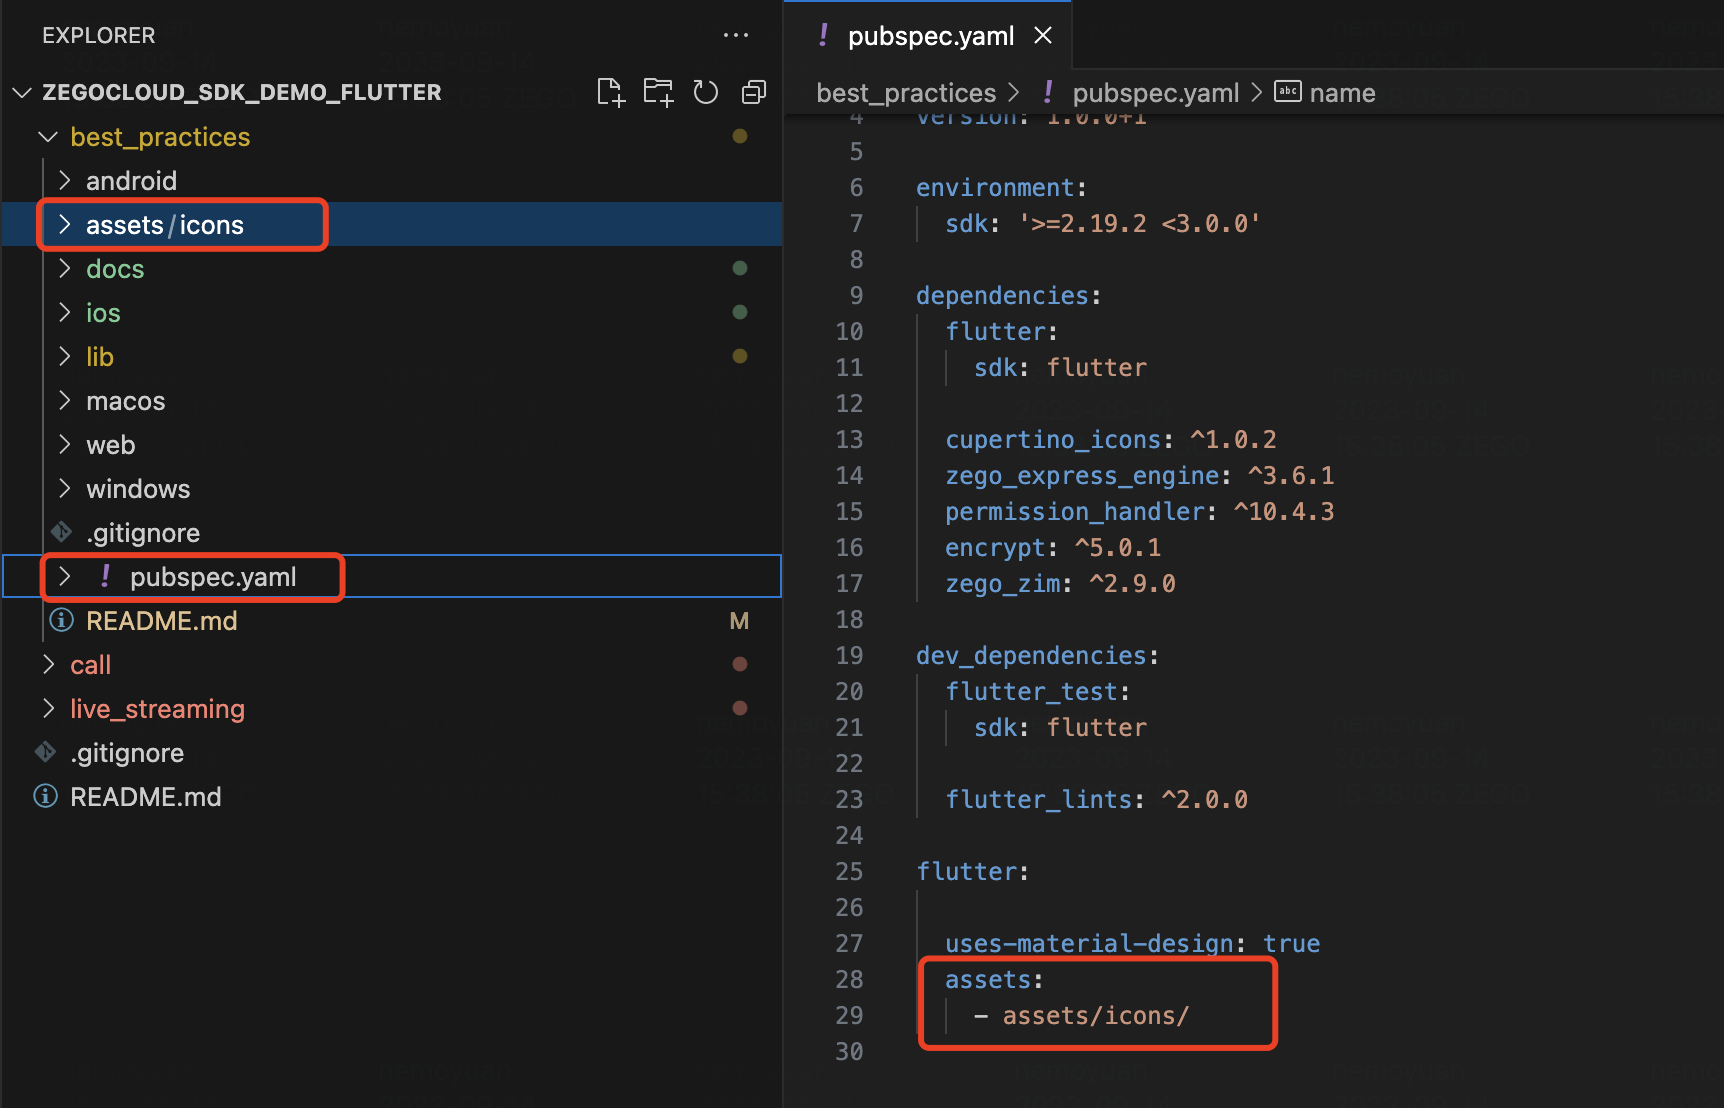 EXPLORER
ZEGOCLOUD_SDK_DEMO_FLUTTER
best_practices
android
assets/icons
docs
ios
lib
macos
web
windows
.gitignore
! pubspec.yaml
README.md M
call
live_streaming
.gitignore
README.md
! pubspec.yaml
best_practices > ! pubspec.yaml > abc name
4 version: 1.0.0+1
5
6 environment:
7 sdk: '>=2.19.2 <3.0.0'
8
9 dependencies:
10 flutter:
11 sdk: flutter
12
13 cupertino_icons: ^1.0.2
14 zego_express_engine: ^3.6.1
15 permission_handler: ^10.4.3
16 encrypt: ^5.0.1
17 zego_zim: ^2.9.0
18
19 dev_dependencies:
20 flutter_test:
21 sdk: flutter
22
23 flutter_lints: ^2.0.0
24
25 flutter:
26
27 uses-material-design: true
28 assets:
29 - assets/icons/
30